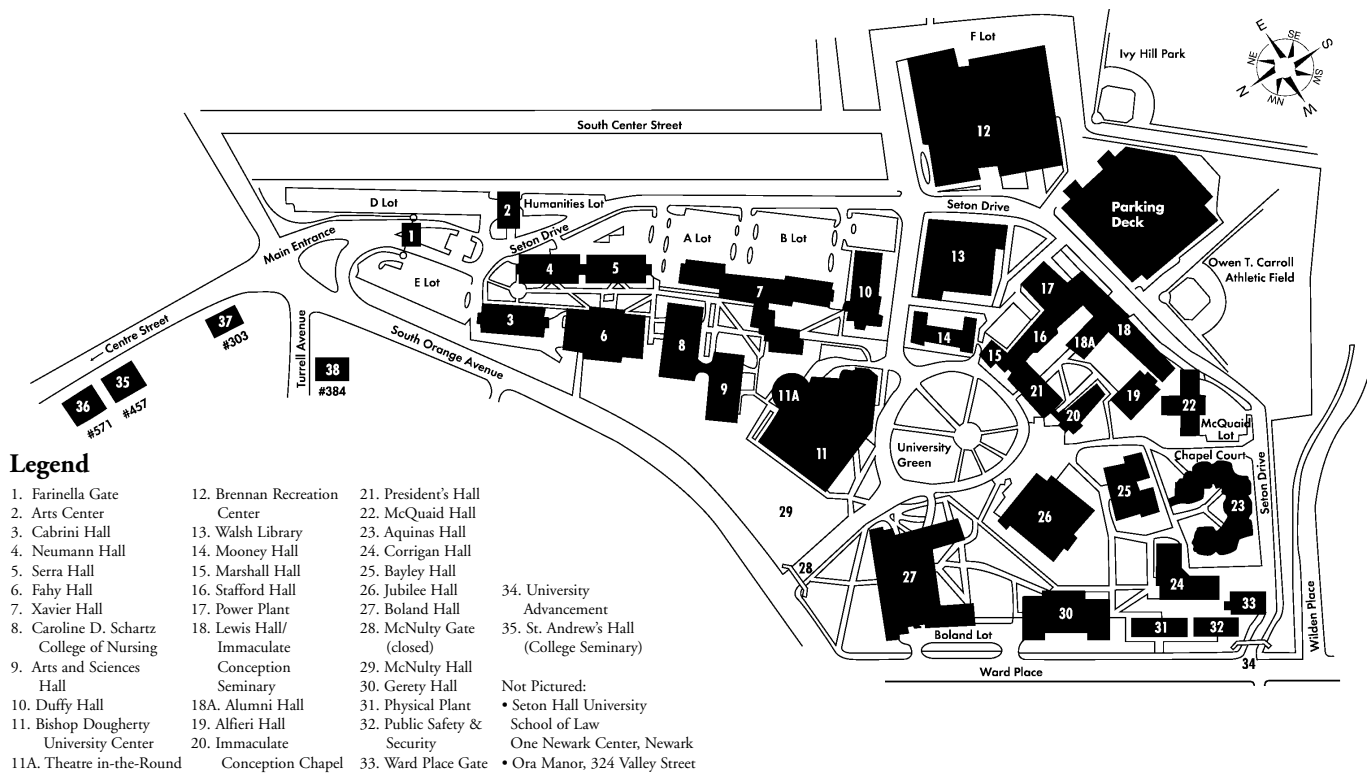 F Lot
Ivy Hill Park
E
SE
S
NE
SW
N
NW
W
South Center Street
12
D Lot
2
Humanities Lot
Seton Drive
Parking
Deck
1
Main Entrance
Seton Drive
A Lot
B Lot
13
Owen T. Carroll
Athletic Field
E Lot
4
5
7
10
17
37
#303
← Centre Street
Turrell Avenue
South Orange Avenue
3
6
8
14
16
18
18A
15
38
#384
35
#457
36
#571
9
11A
21
19
20
22
McQuaid
Lot
11
University
Green
Chapel Court
25
23
Seton Drive
29
26
28
27
24
30
33
31
32
Boland Lot
34
Wilden Place
Ward Place
Legend
1. Farinella Gate
2. Arts Center
3. Cabrini Hall
4. Neumann Hall
5. Serra Hall
6. Fahy Hall
7. Xavier Hall
8. Caroline D. Schartz
College of Nursing
9. Arts and Sciences
Hall
10. Duffy Hall
11. Bishop Dougherty
University Center
11A. Theatre in-the-Round
12. Brennan Recreation
Center
13. Walsh Library
14. Mooney Hall
15. Marshall Hall
16. Stafford Hall
17. Power Plant
18. Lewis Hall/
Immaculate
Conception
Seminary
18A. Alumni Hall
19. Alfieri Hall
20. Immaculate
Conception Chapel
21. President's Hall
22. McQuaid Hall
23. Aquinas Hall
24. Corrigan Hall
25. Bayley Hall
26. Jubilee Hall
27. Boland Hall
28. McNulty Gate
(closed)
29. McNulty Hall
30. Gerety Hall
31. Physical Plant
32. Public Safety &
Security
33. Ward Place Gate
34. University
Advancement
35. St. Andrew's Hall
(College Seminary)
Not Pictured:
• Seton Hall University
School of Law
One Newark Center, Newark
• Ora Manor, 324 Valley Street